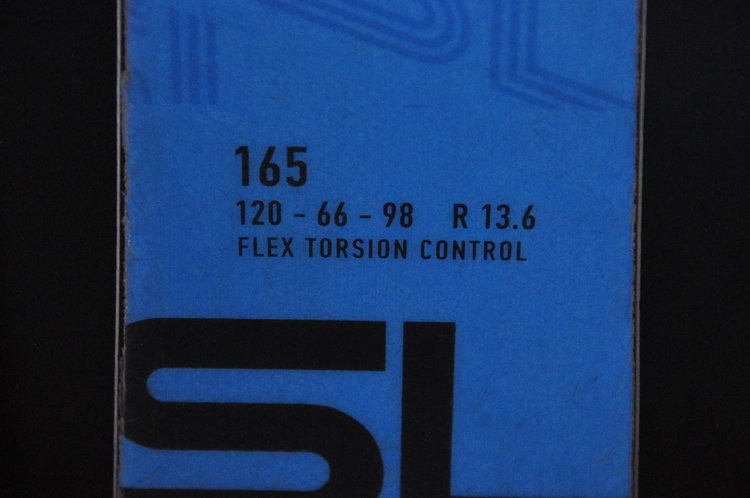 165
120 - 66 - 98 R 13.6
FLEX TORSION CONTROL
SL